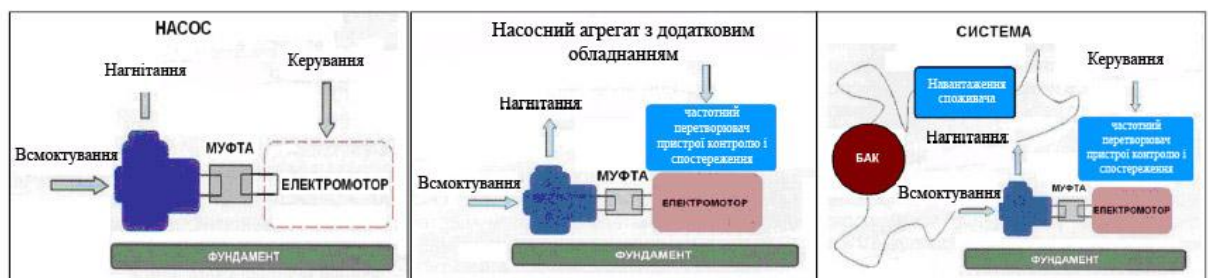 НАСОС
Нагнітання
Керування
Всмоктування
МУФТА
ЕЛЕКТРОМОТОР
ФУНДАМЕНТ
Насосний агрегат з додатковим
обладнанням
Нагнітання
частотний
перетворювач
пристрої контролю і
спостереження
Всмоктування
МУФТА
ЕЛЕКТРОМОТОР
ФУНДАМЕНТ
СИСТЕМА
Керування
Навантаження
споживача
Нагнітання
частотний
перетворювач
пристрої контролю і
спостереження
БАК
Всмоктування
МУФТА
ЕЛЕКТРОМОТОР
ФУНДАМЕНТ